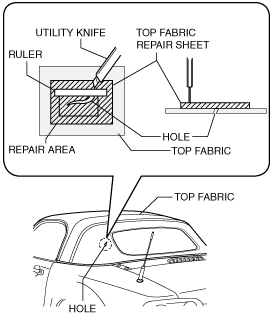 UTILITY KNIFE
TOP FABRIC
REPAIR SHEET
RULER
HOLE
REPAIR AREA
TOP FABRIC
TOP FABRIC
HOLE